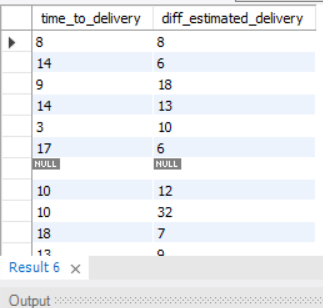 time_to_delivery diff_estimated_delivery
8 8
14 6
9 18
14 13
3 10
17 6
NULL NULL
10 12
10 32
18 7
13 9
Result 6 ×
Output